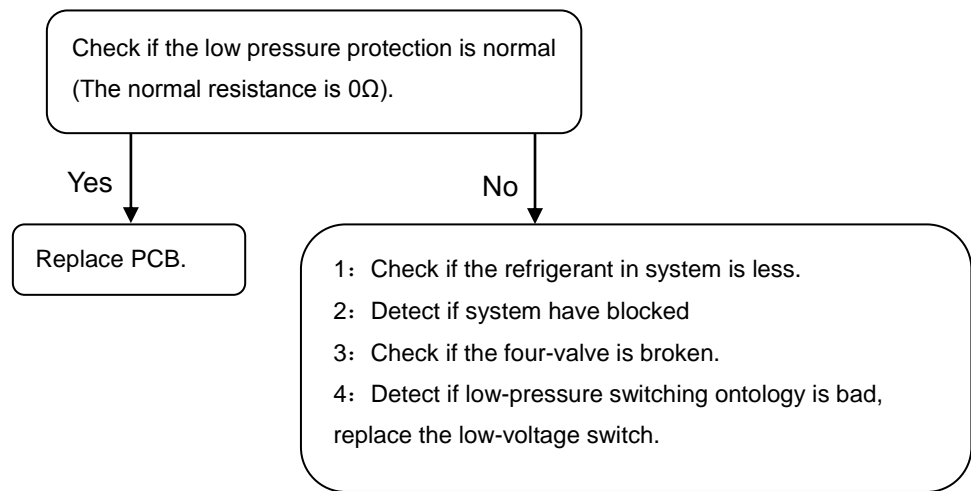 Check if the low pressure protection is normal
(The normal resistance is 0Ω).
Yes
No
Replace PCB.
1：Check if the refrigerant in system is less.
2：Detect if system have blocked
3：Check if the four-valve is broken.
4：Detect if low-pressure switching ontology is bad,
replace the low-voltage switch.